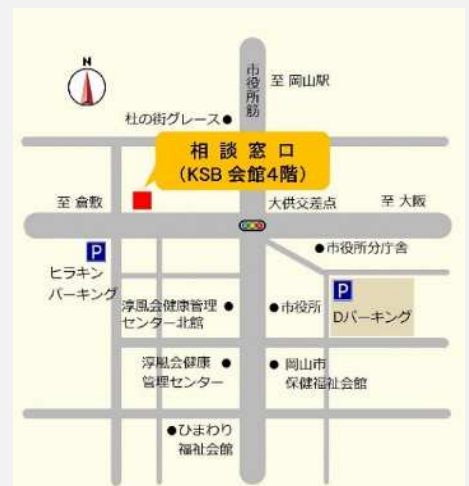 N
市役所筋
至 岡山駅
杜の街グレース
相談窓口
(KSB 会館4階)
至 倉敷
大供交差点
至 大阪
P
ヒラキン
パーキング
市役所分庁舎
P
Dパーキング
淳風会健康管理
センター北館
市役所
淳風会健康
管理センター
岡山市
保健福祉会館
ひまわり
福祉会館